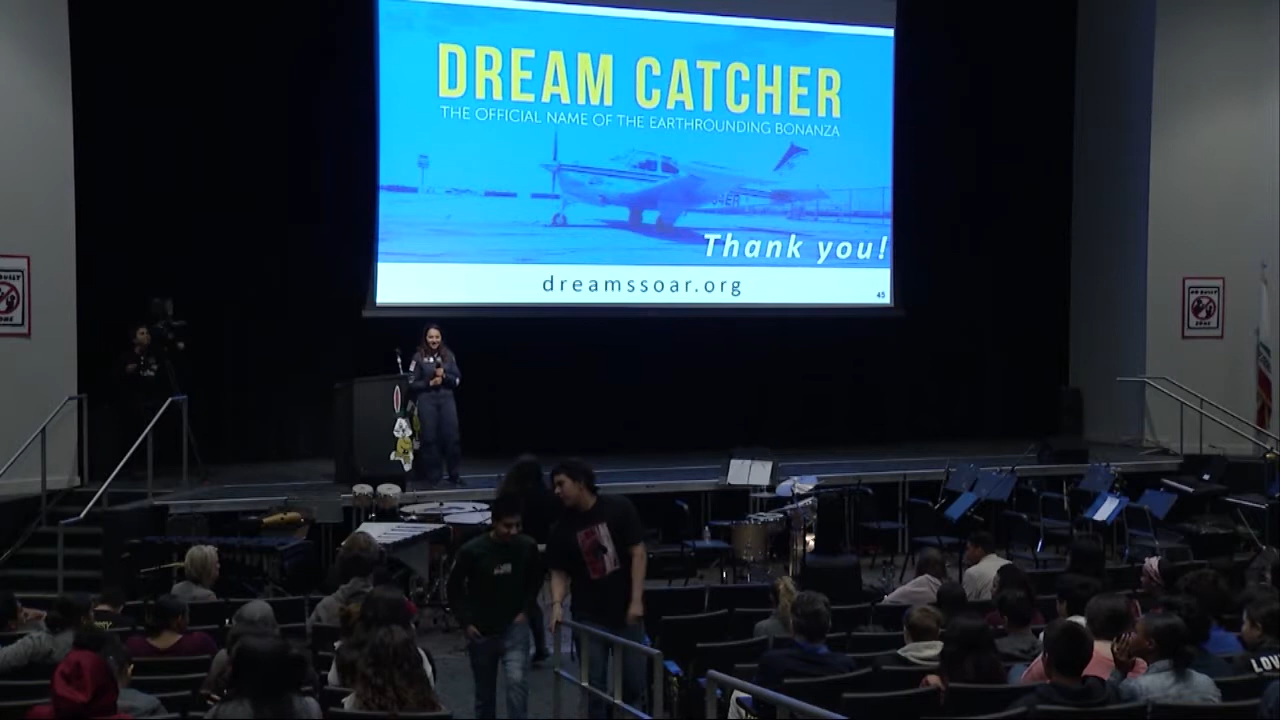 DREAM CATCHER
THE OFFICIAL NAME OF THE EARTHROUNDING BONANZA
Thank you!
dreamssoar.org
45